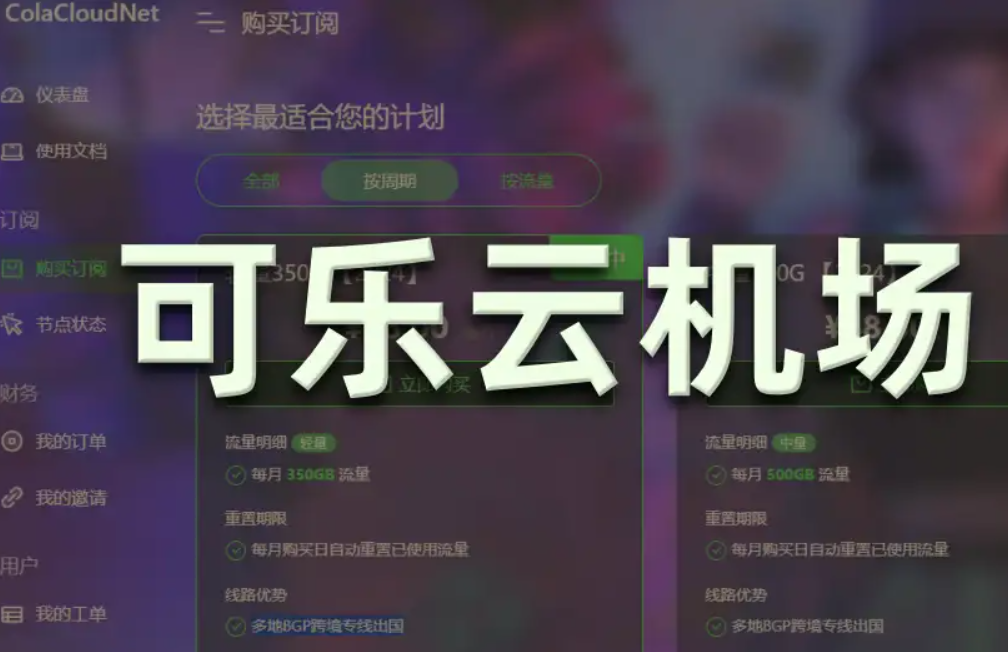 ColaCloudNet
购买订阅
仪表盘
使用文档
选择最适合您的计划
全部 按周期 按流量
订阅
购买订阅
节点状态
可乐云机场
财务
我的订单
我的邀请
用户
我的工单
流量明细 轻量
每月 350GB 流量
重置期限
每月购买日自动重置已使用流量
线路优势
多地BGP跨境专线出国
流量明细 中量
每月 500GB 流量
重置期限
每月购买日自动重置已使用流量
线路优势
多地BGP跨境专线出国